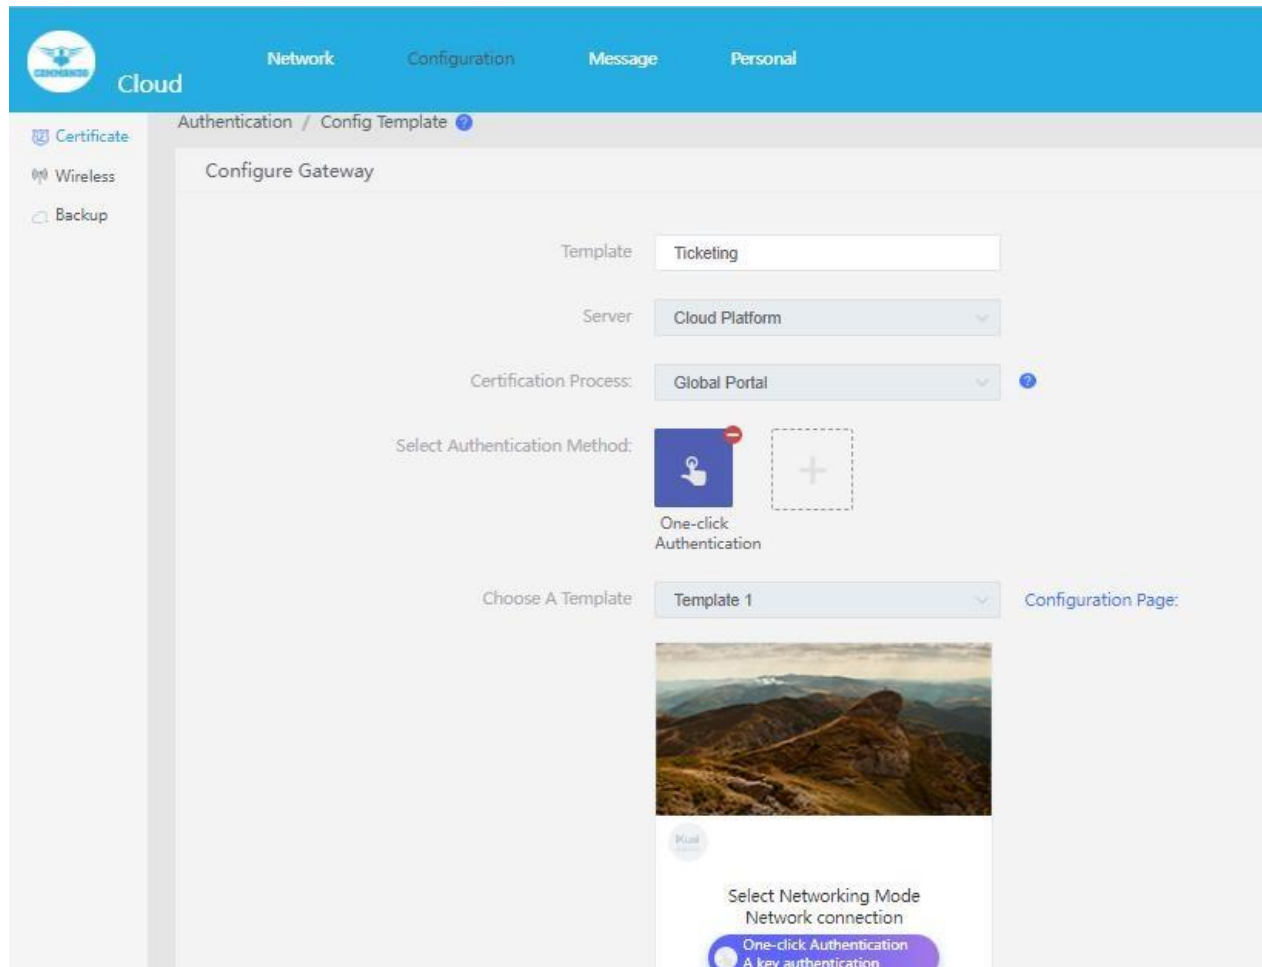 COMMANDO
Cloud
Network
Configuration
Message
Personal
Certificate
Wireless
Backup
Authentication / Config Template
Configure Gateway
Template
Ticketing
Server
Cloud Platform
Certification Process:
Global Portal
Select Authentication Method:
One-click
Authentication
Choose A Template
Template 1
Configuration Page:
Select Networking Mode
Network connection
One-click Authentication
A key authentication